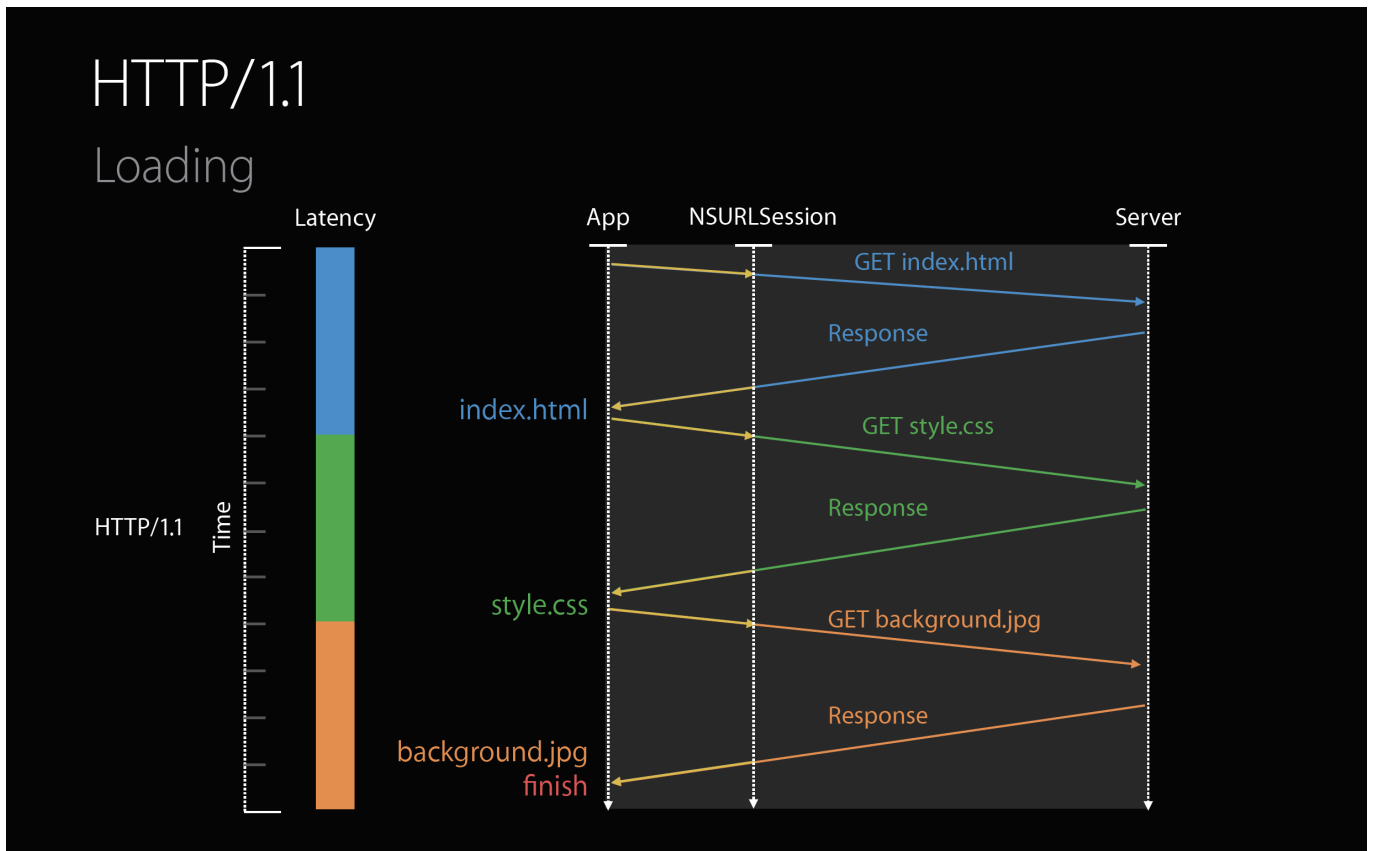 HTTP/1.1
Loading
Latency
App
NSURLSession
Server
GET index.html
Response
index.html
GET style.css
Response
HTTP/1.1
Time
style.css
GET background.jpg
Response
background.jpg
finish